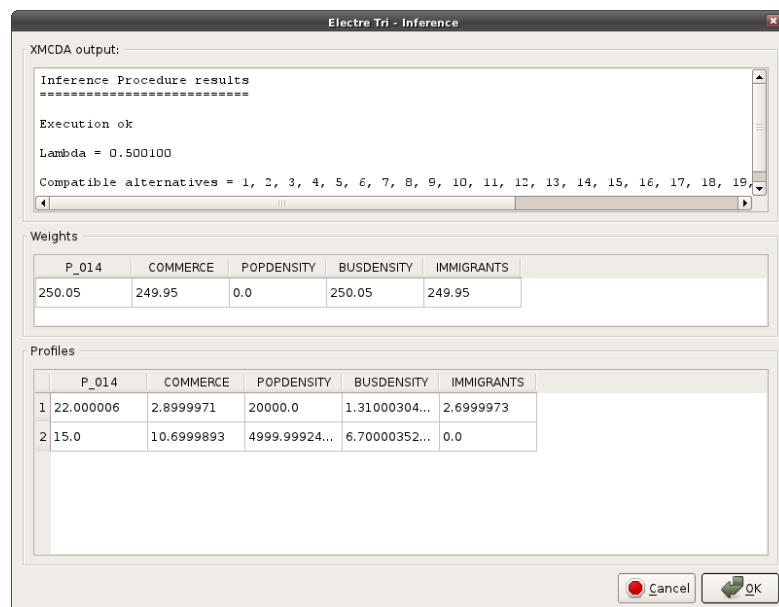 Electre Tri - Inference
XMCDA output:
Inference Procedure results
===========================
Execution ok
Lambda = 0.500100
Compatible alternatives = 1, 2, 3, 4, 5, 6, 7, 8, 9, 10, 11, 12, 13, 14, 15, 16, 17, 18, 19,
Weights
P_014 COMMERCE POPDENSITY BUSDENSITY IMMIGRANTS
250.05 249.95 0.0 250.05 249.95
Profiles
P_014 COMMERCE POPDENSITY BUSDENSITY IMMIGRANTS
1 22.000006 2.8999971 20000.0 1.31000304... 2.6999973
2 15.0 10.6999893 4999.99924... 6.70000352... 0.0
Cancel OK